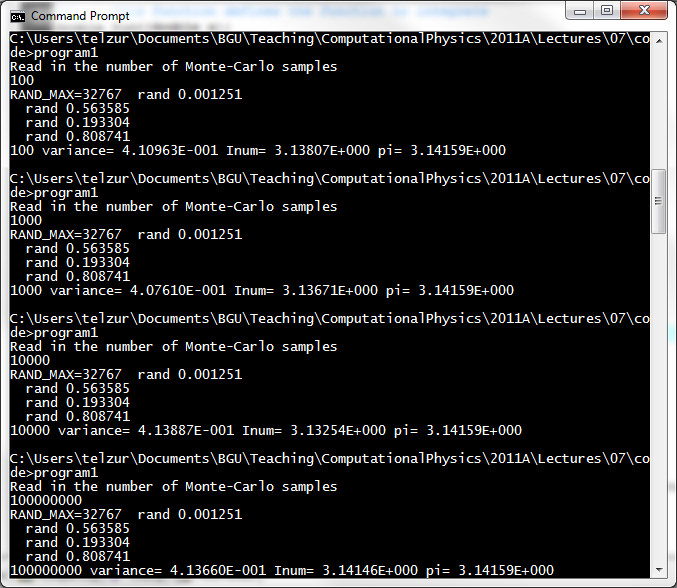 Command Prompt
C:\Users\telzur\Documents\BGU\Teaching\ComputationalPhysics\2011A\Lectures\07\co
de>program1
Read in the number of Monte-Carlo samples
100
RAND_MAX=32767  rand 0.001251
  rand 0.563585
  rand 0.193304
  rand 0.808741
100 variance= 4.10963E-001 Inum= 3.13807E+000 pi= 3.14159E+000
C:\Users\telzur\Documents\BGU\Teaching\ComputationalPhysics\2011A\Lectures\07\co
de>program1
Read in the number of Monte-Carlo samples
1000
RAND_MAX=32767  rand 0.001251
  rand 0.563585
  rand 0.193304
  rand 0.808741
1000 variance= 4.07610E-001 Inum= 3.13671E+000 pi= 3.14159E+000
C:\Users\telzur\Documents\BGU\Teaching\ComputationalPhysics\2011A\Lectures\07\co
de>program1
Read in the number of Monte-Carlo samples
10000
RAND_MAX=32767  rand 0.001251
  rand 0.563585
  rand 0.193304
  rand 0.808741
10000 variance= 4.13887E-001 Inum= 3.13254E+000 pi= 3.14159E+000
C:\Users\telzur\Documents\BGU\Teaching\ComputationalPhysics\2011A\Lectures\07\co
de>program1
Read in the number of Monte-Carlo samples
100000000
RAND_MAX=32767  rand 0.001251
  rand 0.563585
  rand 0.193304
  rand 0.808741
100000000 variance= 4.13660E-001 Inum= 3.14146E+000 pi= 3.14159E+000